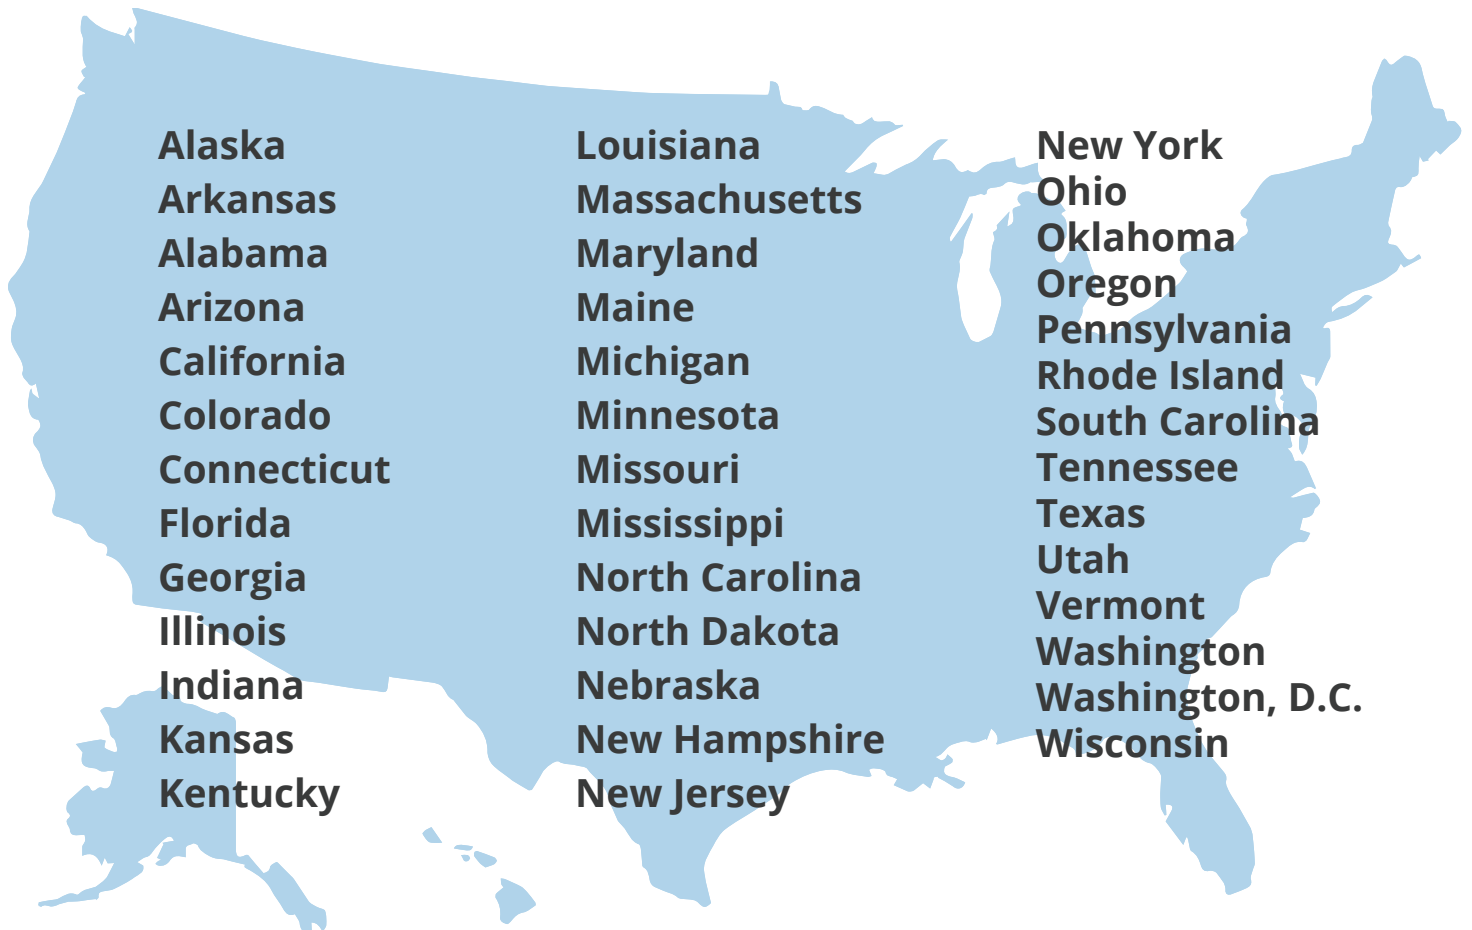 Alaska
Arkansas
Alabama
Arizona
California
Colorado
Connecticut
Florida
Georgia
Illinois
Indiana
Kansas
Kentucky
Louisiana
Massachusetts
Maryland
Maine
Michigan
Minnesota
Missouri
Mississippi
North Carolina
North Dakota
Nebraska
New Hampshire
New Jersey
New York
Ohio
Oklahoma
Oregon
Pennsylvania
Rhode Island
South Carolina
Tennessee
Texas
Utah
Vermont
Washington
Washington, D.C.
Wisconsin